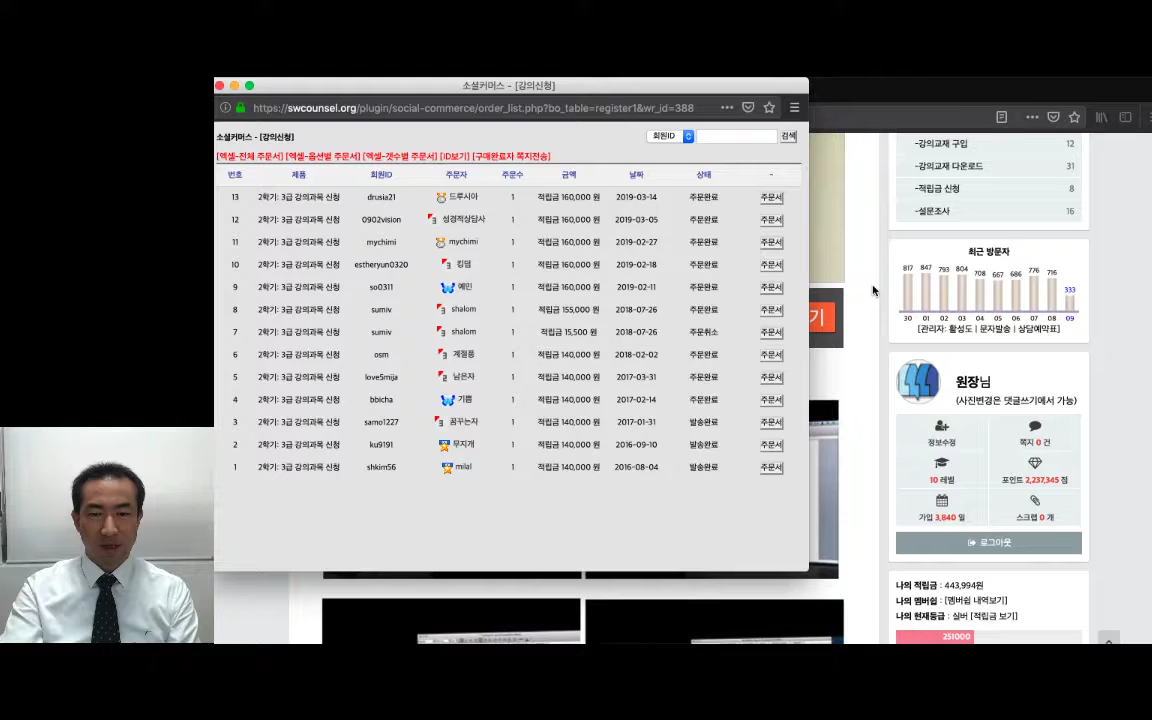 소셜커머스 - [강의신청]
https://swcounsel.org/plugin/social-commerce/order_list.php?bo_table=register1&wr_id=388
소셜커머스 - [강의신청]
회원ID 검색
[엑셀-전체 주문서] [엑셀-옵션별 주문서] [엑셀-갯수별 주문서] [ID보기] [구매완료자 쪽지전송]
번호 제품 회원ID 주문자 주문수 금액 날짜 상태 -
13 2학기: 3급 강의과목 신청 drusia21 드루시아 1 적립금 160,000 원 2019-03-14 주문완료 주문서
12 2학기: 3급 강의과목 신청 0902vision 성경적상담사 1 적립금 160,000 원 2019-03-05 주문완료 주문서
11 2학기: 3급 강의과목 신청 mychimi mychimi 1 적립금 160,000 원 2019-02-27 주문완료 주문서
10 2학기: 3급 강의과목 신청 estheryun0320 킹덤 1 적립금 160,000 원 2019-02-18 주문완료 주문서
9 2학기: 3급 강의과목 신청 so0311 예민 1 적립금 160,000 원 2019-02-11 주문완료 주문서
8 2학기: 3급 강의과목 신청 sumiv shalom 1 적립금 155,000 원 2018-07-26 주문완료 주문서
7 2학기: 3급 강의과목 신청 sumiv shalom 1 적립금 15,500 원 2018-07-26 주문취소 주문서
6 2학기: 3급 강의과목 신청 osm 계절풍 1 적립금 140,000 원 2018-02-02 주문완료 주문서
5 2학기: 3급 강의과목 신청 love5mija 남은자 1 적립금 140,000 원 2017-03-31 주문완료 주문서
4 2학기: 3급 강의과목 신청 bbicha 기쁨 1 적립금 140,000 원 2017-02-14 주문완료 주문서
3 2학기: 3급 강의과목 신청 samo1227 꿈꾸는자 1 적립금 140,000 원 2017-01-31 발송완료 주문서
2 2학기: 3급 강의과목 신청 ku9191 무지개 1 적립금 140,000 원 2016-09-10 발송완료 주문서
1 2학기: 3급 강의과목 신청 shkim56 milal 1 적립금 140,000 원 2016-08-04 발송완료 주문서
기
-강의교재 구입 12
-강의교재 다운로드 31
-적립금 신청 8
-설문조사 16
최근 방문자
817 847 793 804 708 667 686 776 716 333
30 01 02 03 04 05 06 07 08 09
[관리자: 활성도 | 문자발송 | 상담예약표]
원장님
(사진변경은 댓글쓰기에서 가능)
정보수정 쪽지 0 건
10 레벨 포인트 2,237,345 점
가입 3,840 일 스크랩 0 개
로그아웃
나의 적립금 : 443,994원
나의 멤버쉽 : [멤버쉽 내역보기]
나의 현재등급 : 실버 [적립금 보기]
251000